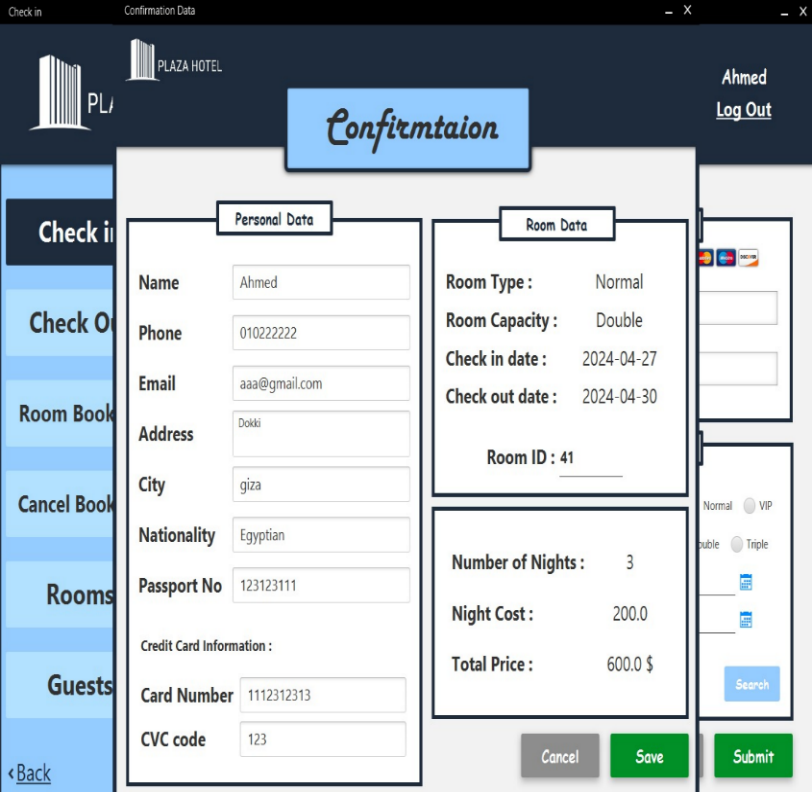 Check in
Confirmation Data
PLAZA HOTEL
PLA
Ahmed
Log Out
Confirmtaion
Check in
Check Ou
Room Book
Cancel Book
Rooms
Guests
‹Back
Personal Data
Name Ahmed
Phone 010222222
Email aaa@gmail.com
Address Dokki
City giza
Nationality Egyptian
Passport No 123123111
Credit Card Information :
Card Number 1112312313
CVC code 123
Room Data
Room Type : Normal
Room Capacity : Double
Check in date : 2024-04-27
Check out date : 2024-04-30
Room ID : 41
Number of Nights : 3
Night Cost : 200.0
Total Price : 600.0 $
Cancel
Save
Normal VIP
ouble Triple
Search
Submit